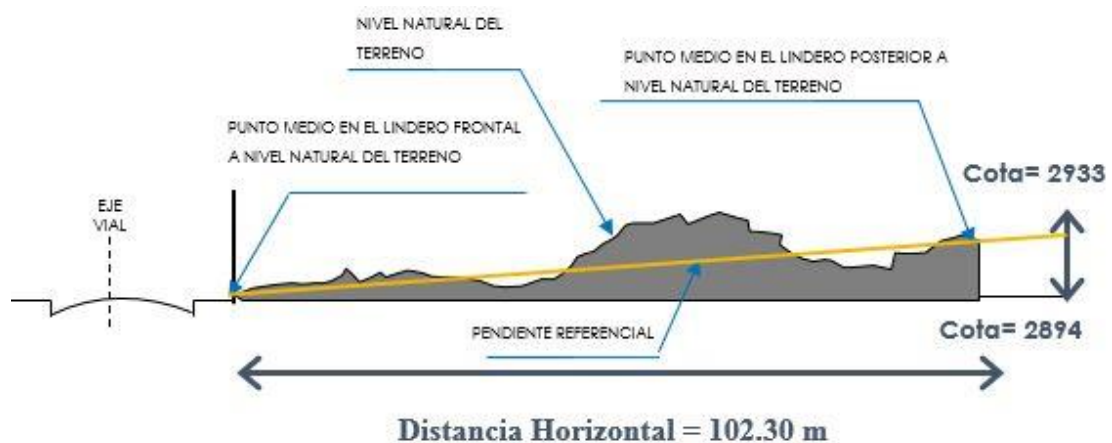 NIVEL NATURAL DEL
TERRENO
PUNTO MEDIO EN EL LINDERO POSTERIOR A
NIVEL NATURAL DEL TERRENO
PUNTO MEDIO EN EL LINDERO FRONTAL
A NIVEL NATURAL DEL TERRENO
Cota= 2933
EJE
VIAL
PENDIENTE REFERENCIAL
Cota= 2894
Distancia Horizontal = 102.30 m